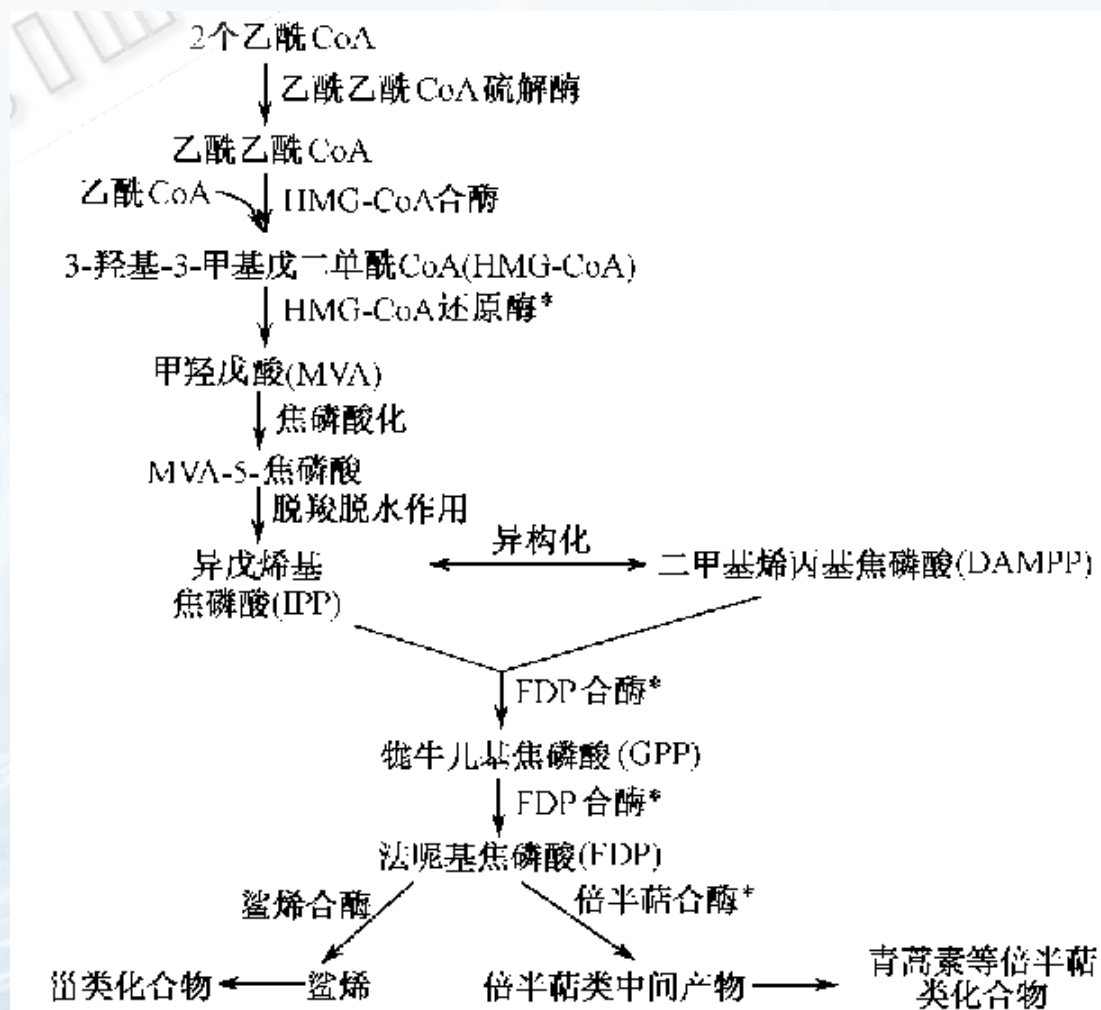 2个乙酰CoA
乙酰乙酰CoA硫解酶
乙酰乙酰CoA
乙酰CoA
HMG-CoA合酶
3-羟基-3-甲基戊二单酰CoA(HMG-CoA)
HMG-CoA还原酶*
甲羟戊酸(MVA)
焦磷酸化
MVA-5-焦磷酸
脱羧脱水作用
异戊烯基
焦磷酸(IPP)
异构化
二甲基烯丙基焦磷酸(DAMPP)
FDP合酶*
牻牛儿基焦磷酸(GPP)
FDP合酶*
法呢基焦磷酸(FDP)
鲨烯合酶
倍半萜合酶*
甾类化合物
鲨烯
倍半萜类中间产物
青蒿素等倍半萜
类化合物